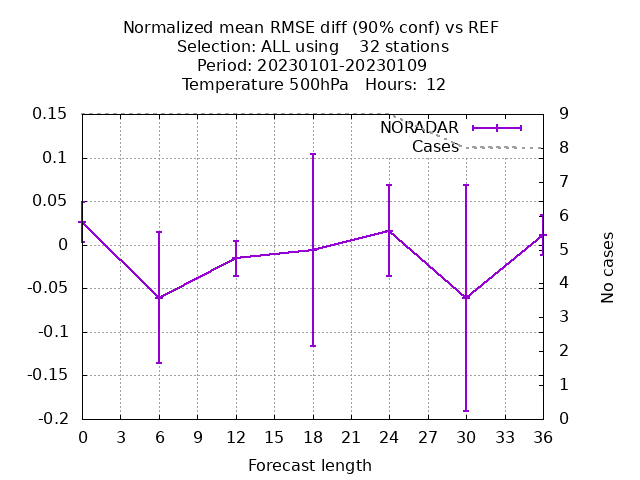 Normalized mean RMSE diff (90% conf) vs REF
Selection: ALL using    32 stations
Period: 20230101-20230109
Temperature 500hPa   Hours:  12
0.15
0.1
0.05
0
-0.05
-0.1
-0.15
-0.2
NORADAR
Cases
9
8
7
6
5
4
3
2
1
0
No cases
0 3 6 9 12 15 18 21 24 27 30 33 36
Forecast length